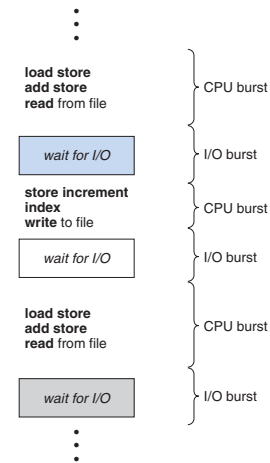 load store
add store
read from file
CPU burst
wait for I/O
I/O burst
store increment
index
write to file
CPU burst
wait for I/O
I/O burst
load store
add store
read from file
CPU burst
wait for I/O
I/O burst